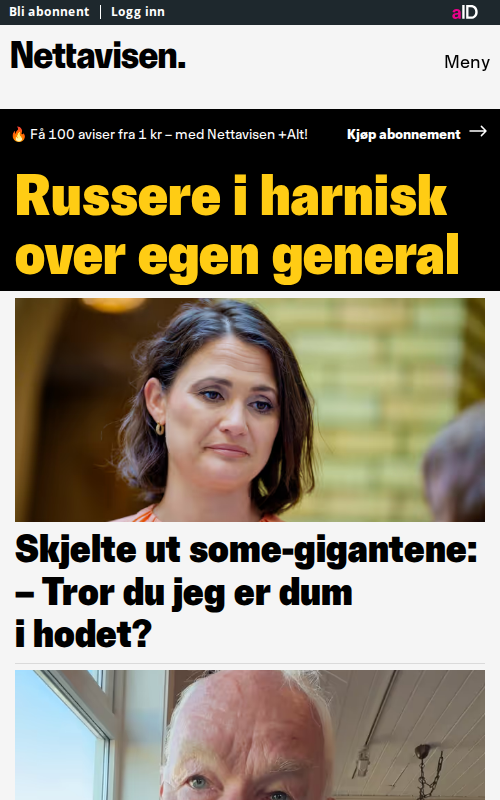 Bli abonnent | Logg inn
aID
Nettavisen.
Meny
🔥 Få 100 aviser fra 1 kr – med Nettavisen +Alt!
Kjøp abonnement →
Russere i harnisk
over egen general
Skjelte ut some-gigantene:
– Tror du jeg er dum
i hodet?